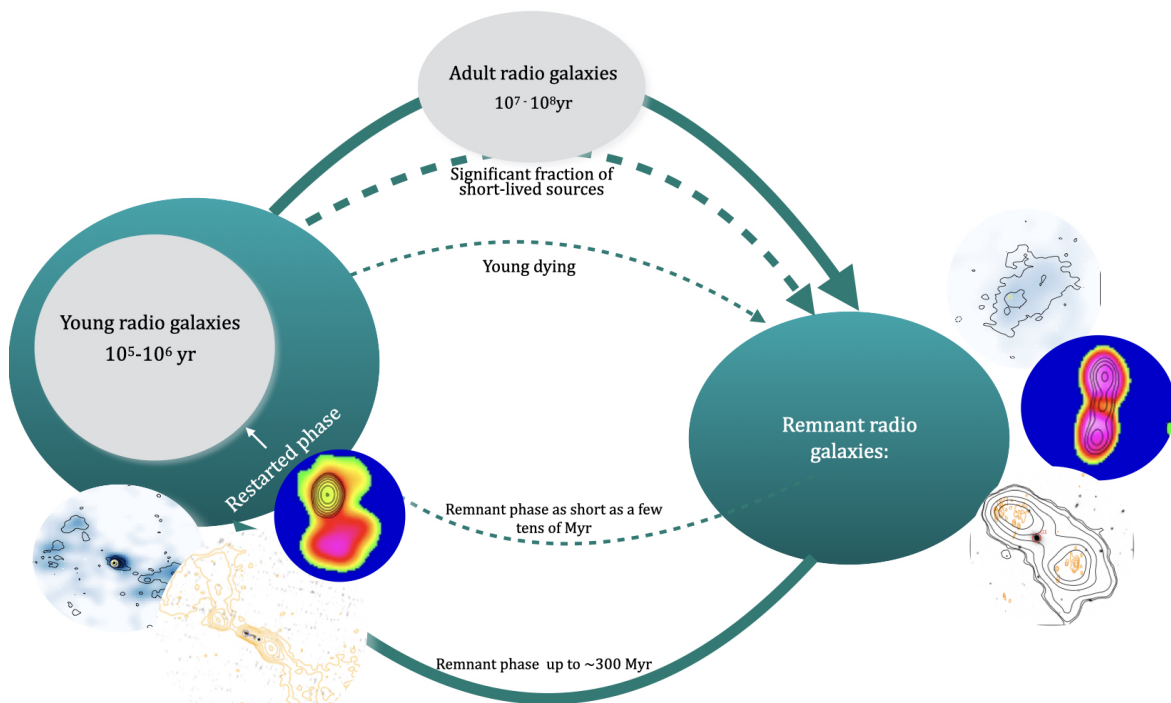 Adult radio galaxies
10⁷ - 10⁸yr
Significant fraction of
short-lived sources
Young dying
Young radio galaxies
10⁵-10⁶ yr
Restarted phase
Remnant radio
galaxies:
Remnant phase as short as a few
tens of Myr
Remnant phase up to ~300 Myr